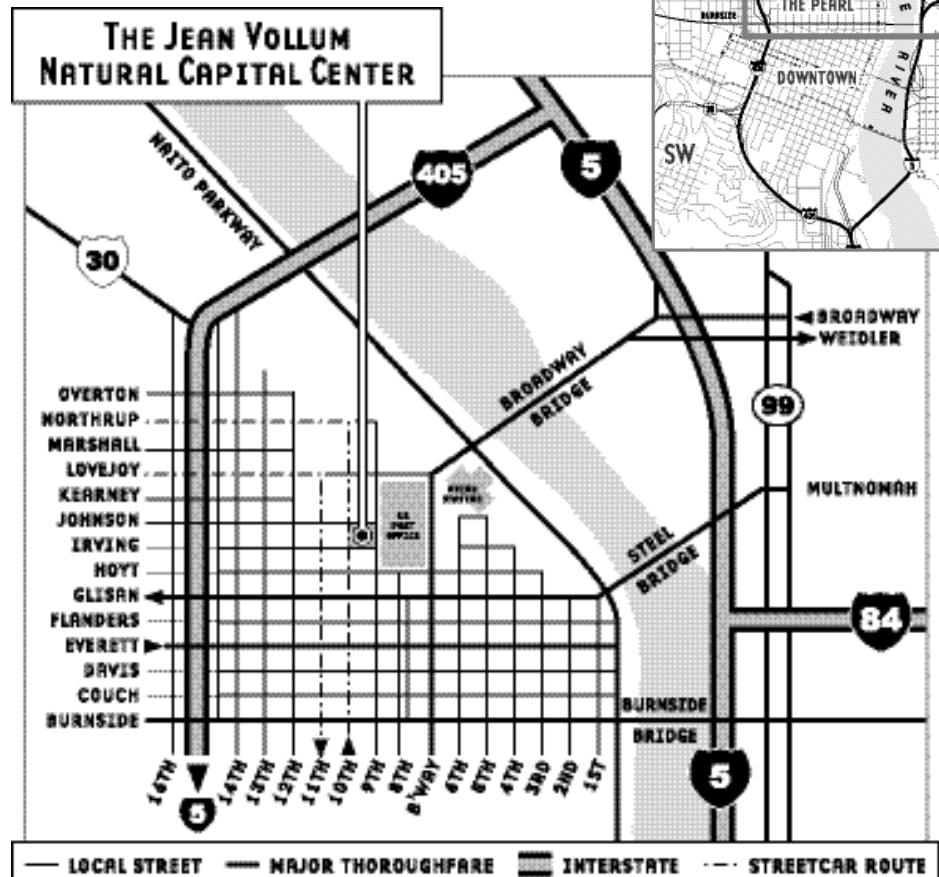 THE JEAN VOLLUM
NATURAL CAPITAL CENTER
THE PEARL
BURNSIDE
DOWNTOWN
RIVER
SW
5
NAITO PARKWAY
405
5
30
BROADWAY
WEIDLER
BROADWAY
BRIDGE
99
OVERTON
NORTHRUP
MARSHALL
LOVEJOY
KEARNEY
JOHNSON
IRVING
HOYT
GLISAN
FLANDERS
EVERETT
DAVIS
COUCH
BURNSIDE
US
POST
OFFICE
MULTNOMAH
STEEL
BRIDGE
84
BURNSIDE
BRIDGE
5
16TH
5
14TH
13TH
12TH
11TH
10TH
9TH
8TH
B'WAY
6TH
5TH
4TH
3RD
2ND
1ST
LOCAL STREET
MAJOR THOROUGHFARE
INTERSTATE
STREETCAR ROUTE